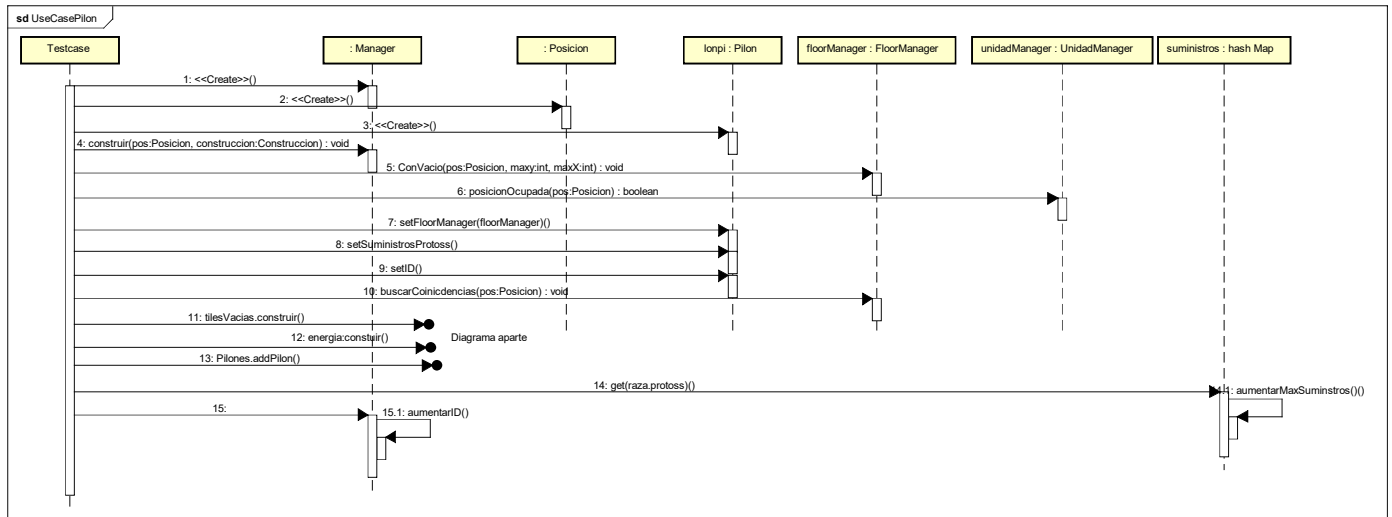 sd UseCasePilon
Testcase
: Manager
: Posicion
lonpi : Pilon
floorManager : FloorManager
unidadManager : UnidadManager
suministros : hash Map
1: <<Create>>()
2: <<Create>>()
3: <<Create>>()
4: construir(pos:Posicion, construccion:Construccion) : void
5: ConVacio(pos:Posicion, maxy:int, maxX:int) : void
6: posicionOcupada(pos:Posicion) : boolean
7: setFloorManager(floorManager)()
8: setSuministrosProtoss()
9: setID()
10: buscarCoinicdencias(pos:Posicion) : void
11: tilesVacias.construir()
12: energia:constuir()
Diagrama aparte
13: Pilones.addPilon()
14: get(raza.protoss)()
14.1: aumentarMaxSuminstros()()
15:
15.1: aumentarID()